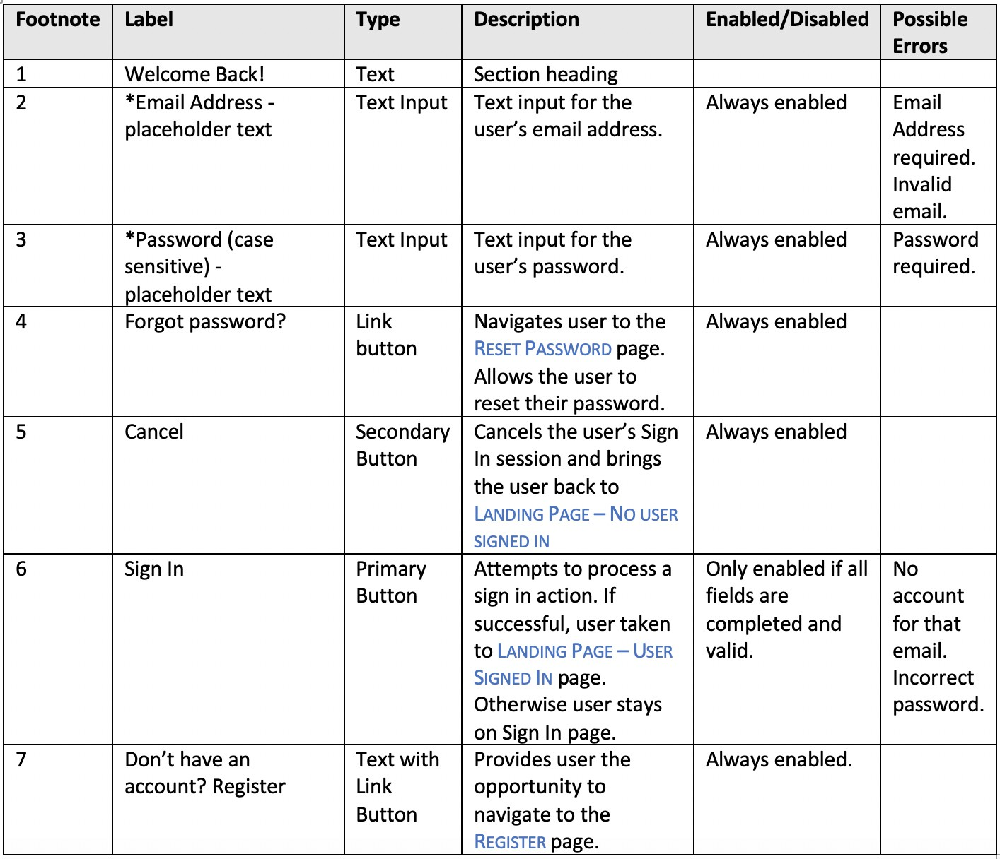 Footnote Label Type Description Enabled/Disabled Possible Errors
1 Welcome Back! Text Section heading
2 *Email Address - placeholder text Text Input Text input for the user’s email address. Always enabled Email Address required. Invalid email.
3 *Password (case sensitive) - placeholder text Text Input Text input for the user’s password. Always enabled Password required.
4 Forgot password? Link button Navigates user to the RESET PASSWORD page. Allows the user to reset their password. Always enabled
5 Cancel Secondary Button Cancels the user’s Sign In session and brings the user back to LANDING PAGE – NO USER SIGNED IN Always enabled
6 Sign In Primary Button Attempts to process a sign in action. If successful, user taken to LANDING PAGE – USER SIGNED IN page. Otherwise user stays on Sign In page. Only enabled if all fields are completed and valid. No account for that email. Incorrect password.
7 Don’t have an account? Register Text with Link Button Provides user the opportunity to navigate to the REGISTER page. Always enabled.